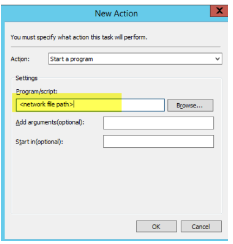 New Action
X
You must specify what action this task will perform.
Action:
Start a program
Settings
Program/script:
<network file path>
Browse...
Add arguments(optional):
Start in(optional):
OK
Cancel